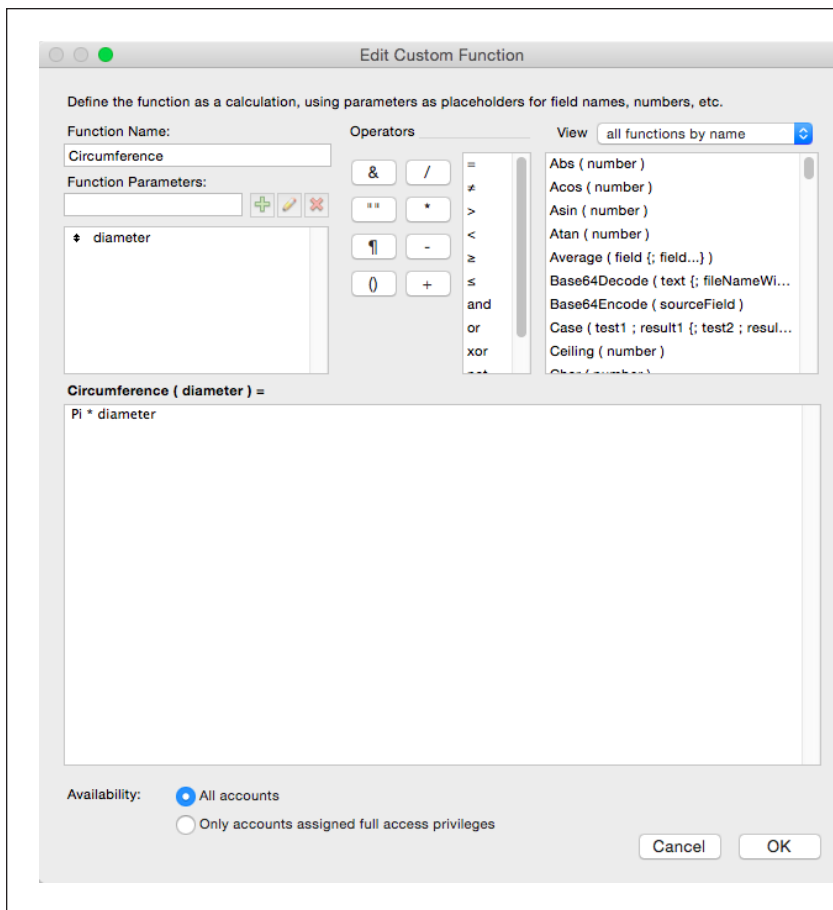 Edit Custom Function
Define the function as a calculation, using parameters as placeholders for field names, numbers, etc.
Function Name:
Circumference
Function Parameters:
diameter
Operators
& /
"" *
¶ -
() +
=
≠
>
<
≥
≤
and
or
xor
View all functions by name
Abs ( number )
Acos ( number )
Asin ( number )
Atan ( number )
Average ( field {; field...} )
Base64Decode ( text {; fileNameWi...
Base64Encode ( sourceField )
Case ( test1 ; result1 {; test2 ; resul...
Ceiling ( number )
Circumference ( diameter ) =
Pi * diameter
Availability:
All accounts
Only accounts assigned full access privileges
Cancel OK